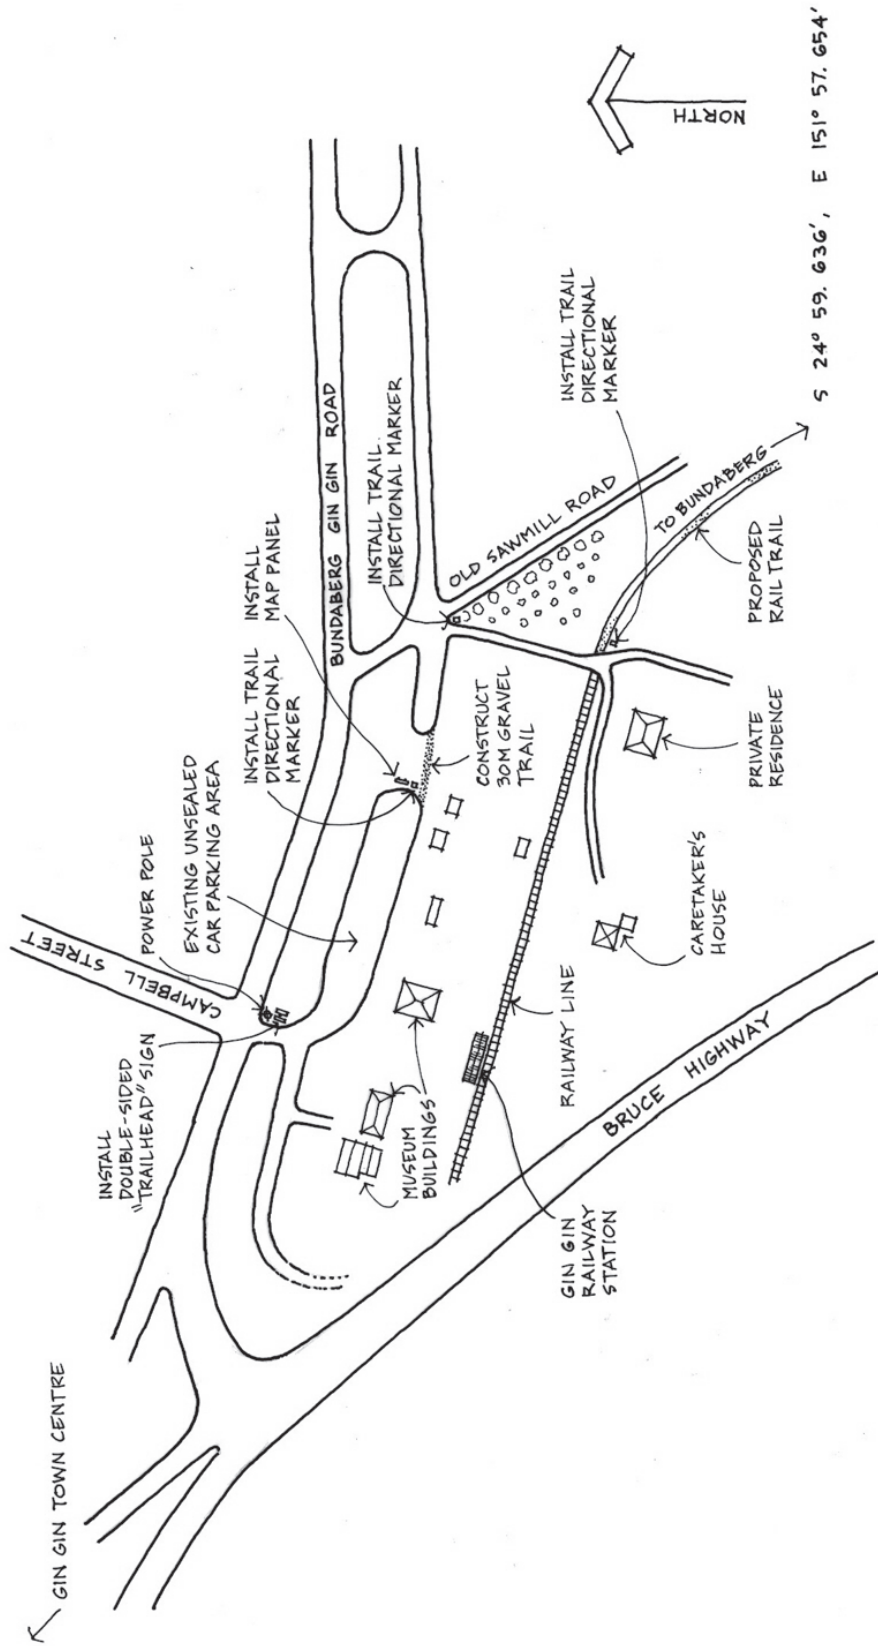 GIN GIN TOWN CENTRE
INSTALL
DOUBLE-SIDED
"TRAILHEAD" SIGN
CAMPBELL STREET
POWER POLE
EXISTING UNSEALED
CAR PARKING AREA
INSTALL TRAIL
DIRECTIONAL
MARKER
INSTALL
MAP PANEL
BUNDABERG GIN GIN ROAD
INSTALL TRAIL
DIRECTIONAL MARKER
MUSEUM
BUILDINGS
CONSTRUCT
30M GRAVEL
TRAIL
OLD SAWMILL ROAD
INSTALL TRAIL
DIRECTIONAL
MARKER
NORTH
GIN GIN
RAILWAY
STATION
RAILWAY LINE
BRUCE HIGHWAY
CARETAKER'S
HOUSE
PRIVATE
RESIDENCE
PROPOSED
RAIL TRAIL
TO BUNDABERG
S 24° 59. 636', E 151° 57. 654'